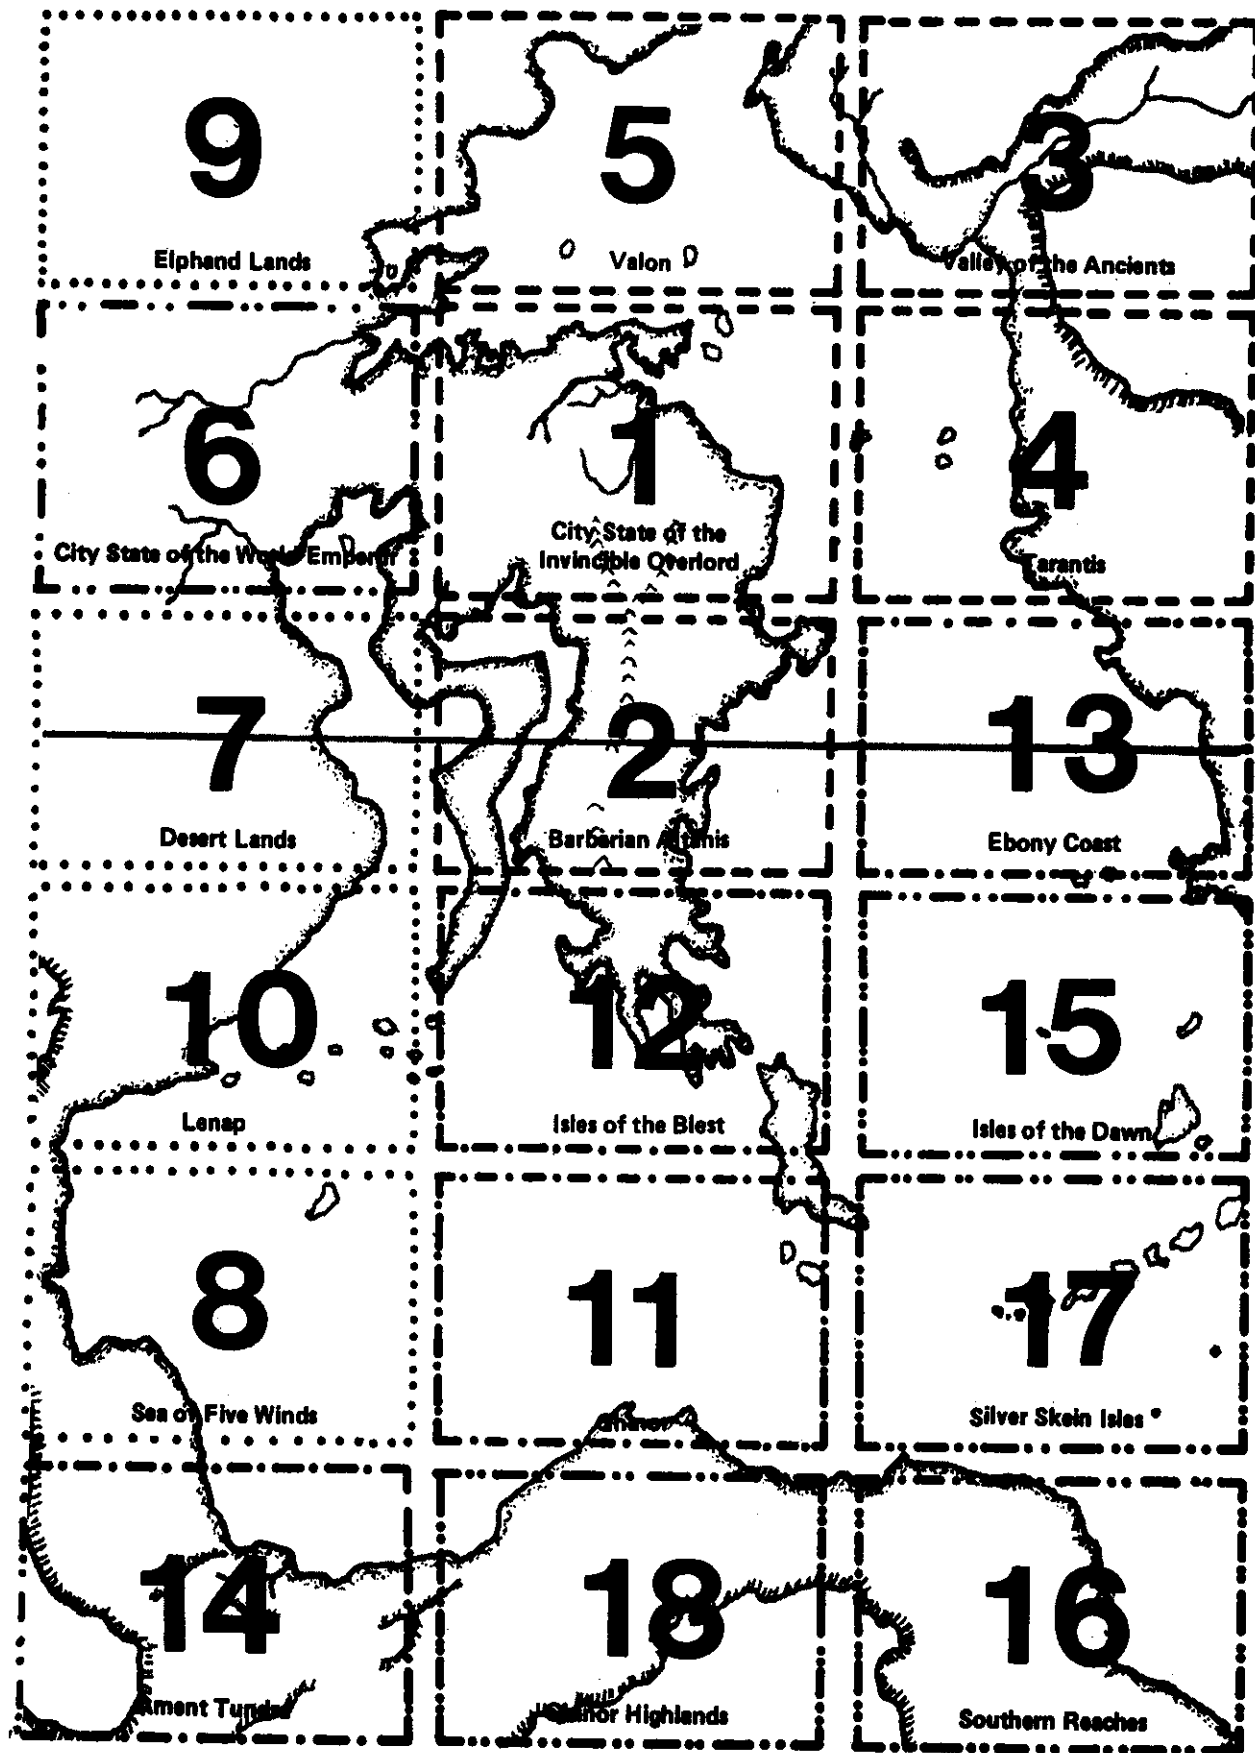 9
Elphand Lands
5
Valon
3
Valley of the Ancients
6
City State of the World Emperor
1
City State of the
Invincible Overlord
4
Tarantis
7
Desert Lands
2
Barbarian Altanis
13
Ebony Coast
10
Lenap
12
Isles of the Blest
15
Isles of the Dawn
8
Sea of Five Winds
11
17
Silver Skein Isles
14
Ament Tundra
18
Highlands
16
Southern Reaches